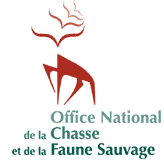 Office National
de la Chasse
et de la Faune Sauvage